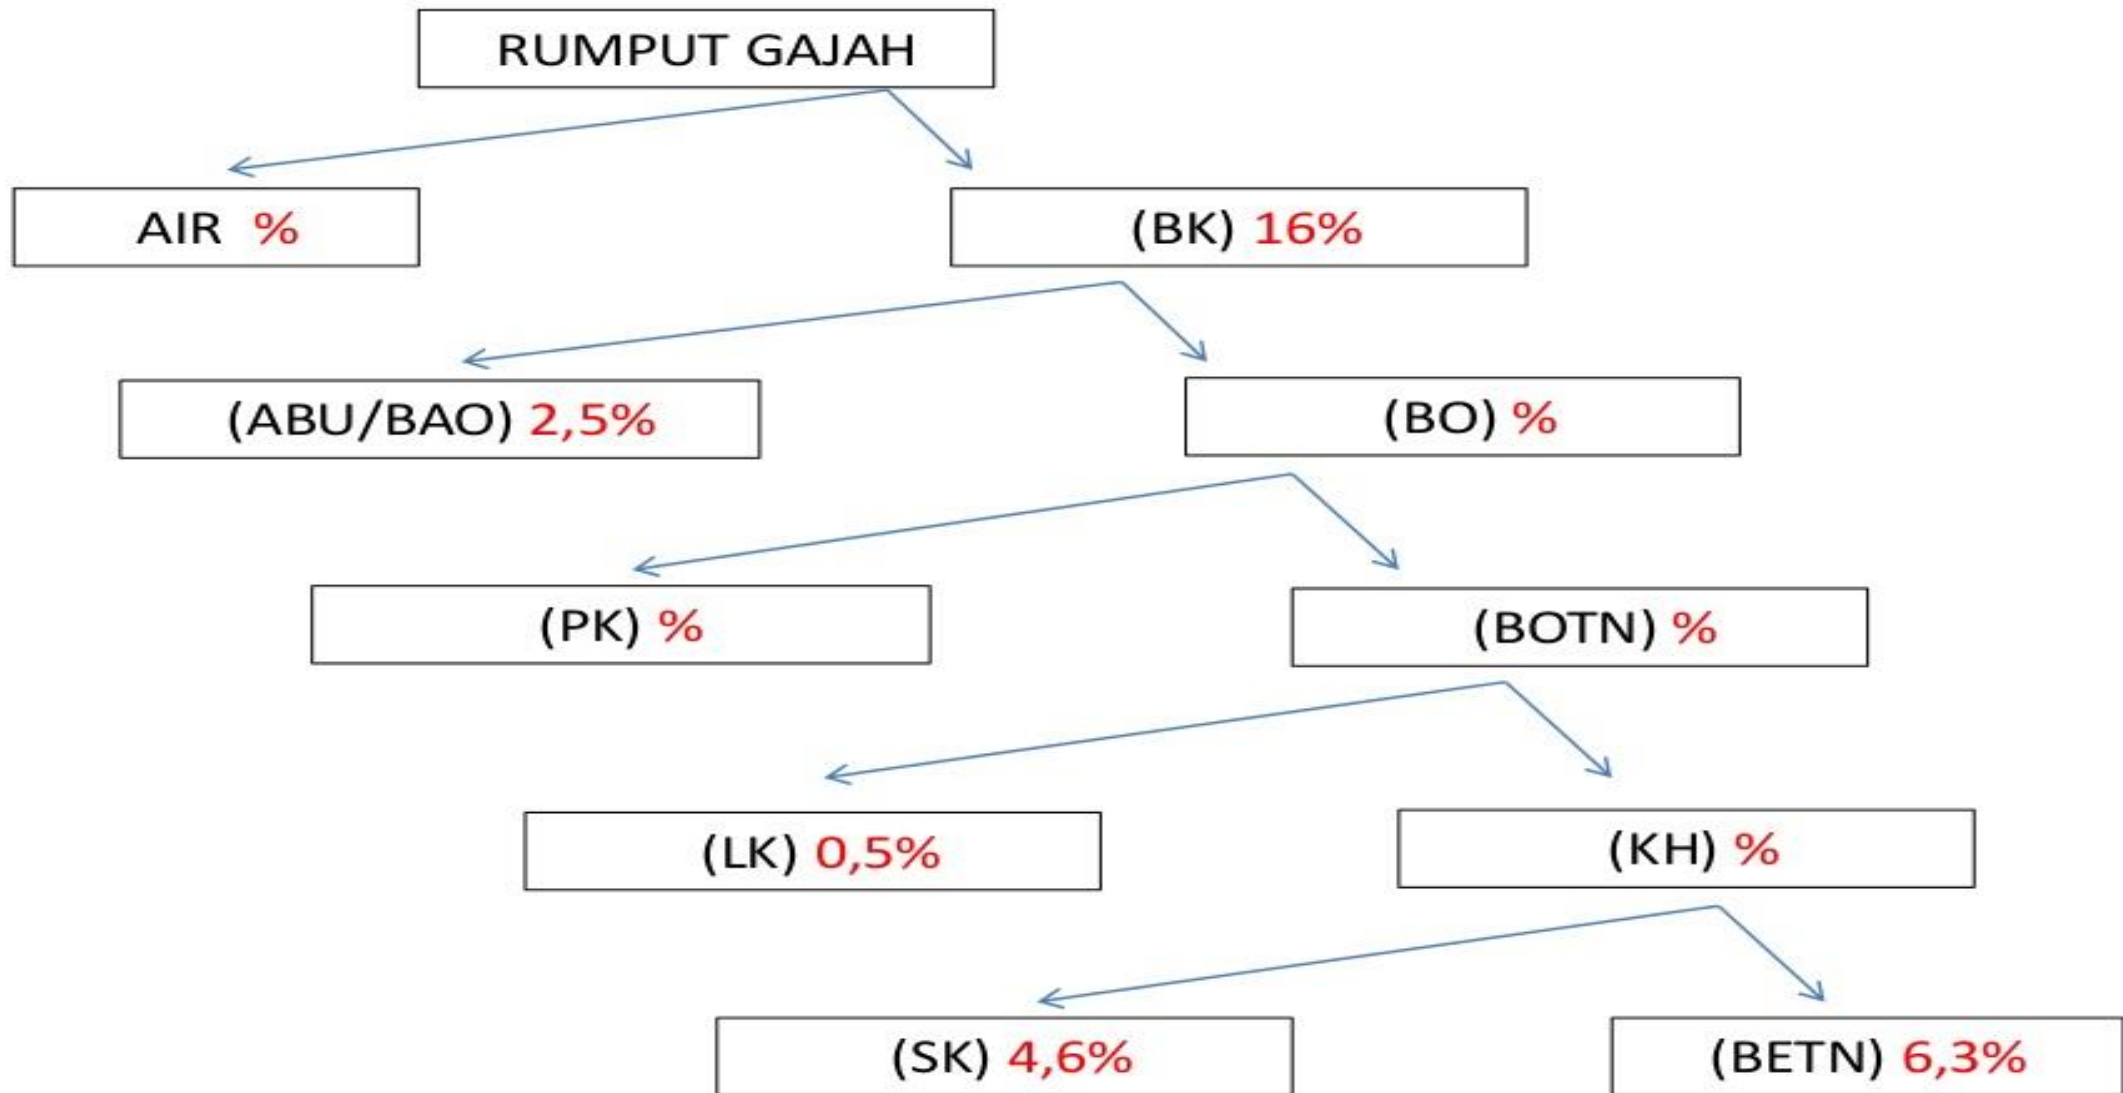 RUMPUT GAJAH
AIR %
(BK) 16%
(ABU/BAO) 2,5%
(BO) %
(PK) %
(BOTN) %
(LK) 0,5%
(KH) %
(SK) 4,6%
(BETN) 6,3%